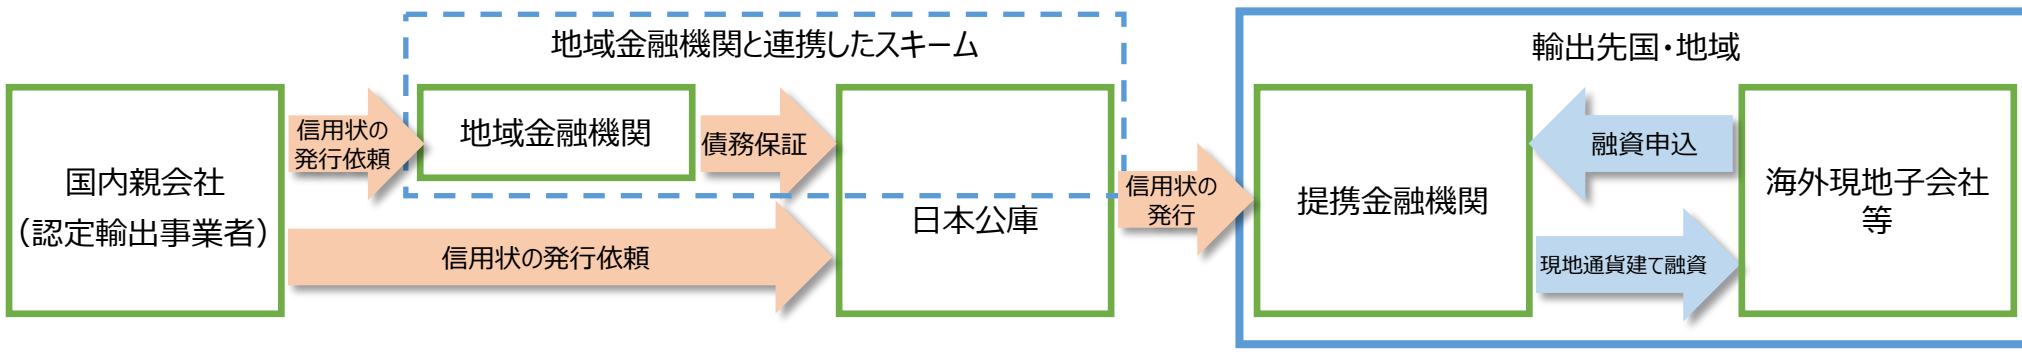 地域金融機関と連携したスキーム
輸出先国・地域
国内親会社
（認定輸出事業者）
信用状の
発行依頼
地域金融機関
債務保証
信用状の発行依頼
日本公庫
信用状の
発行
提携金融機関
融資申込
現地通貨建て融資
海外現地子会社
等